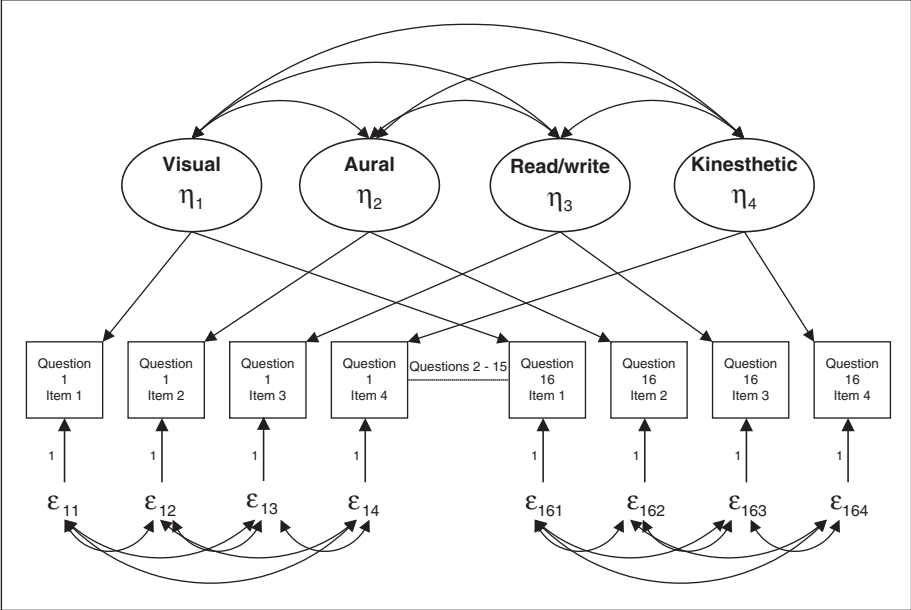 Visual
η1
Aural
η2
Read/write
η3
Kinesthetic
η4
Question
1
Item 1
Question
1
Item 2
Question
1
Item 3
Question
1
Item 4
Questions 2 - 15
Question
16
Item 1
Question
16
Item 2
Question
16
Item 3
Question
16
Item 4
1
1
1
1
1
1
1
1
ε11
ε12
ε13
ε14
ε161
ε162
ε163
ε164